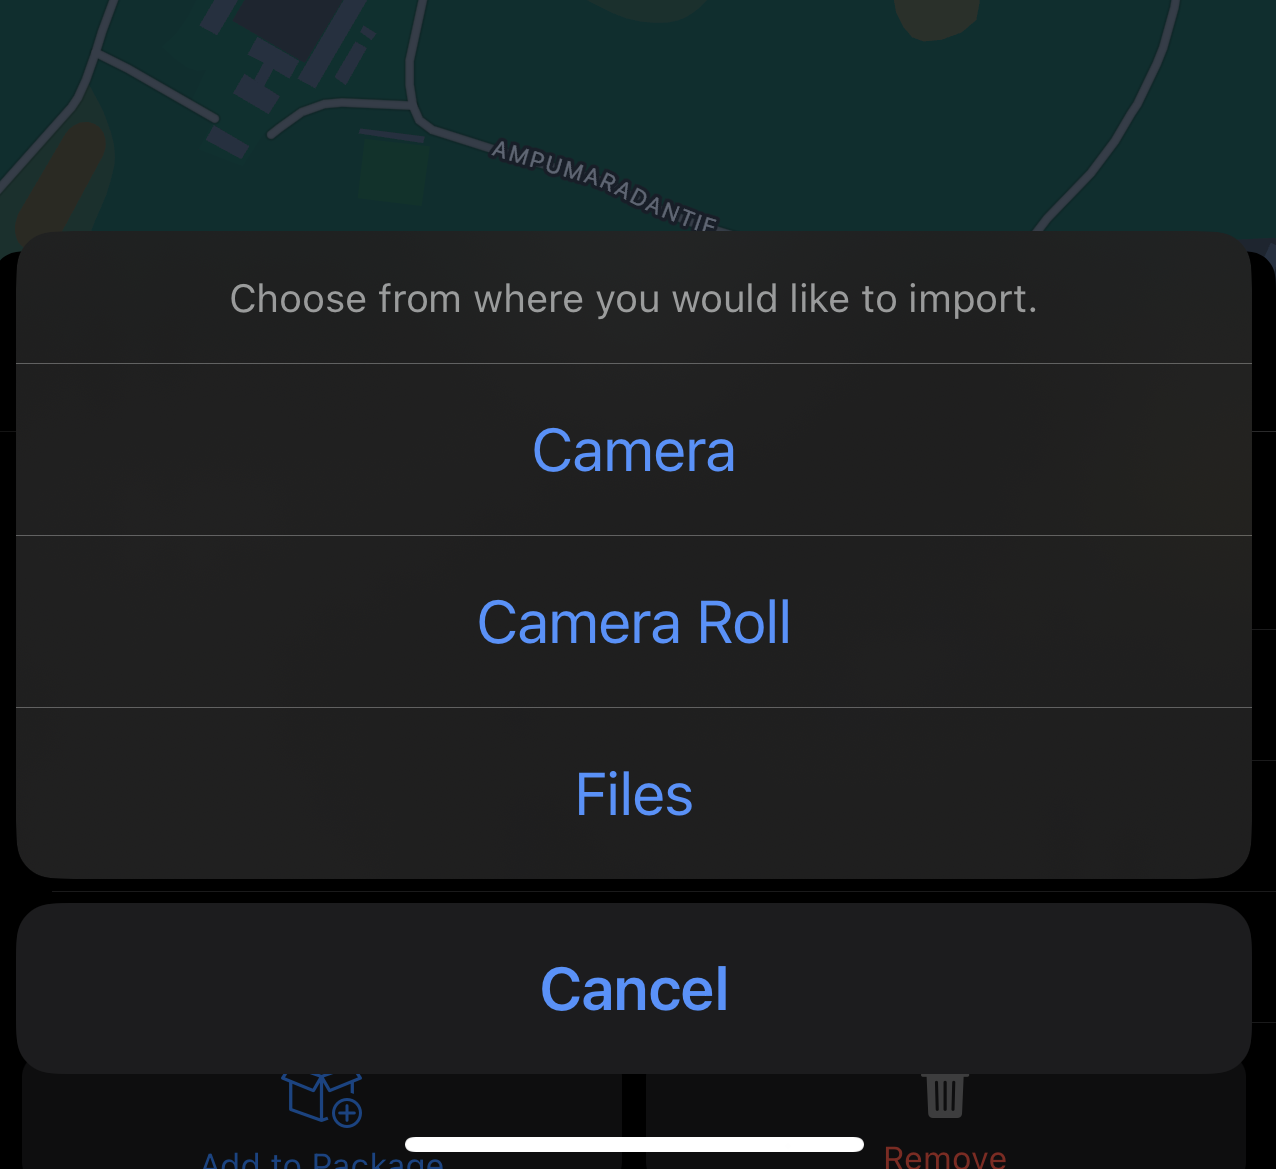 AMPUMARADANTIE
Choose from where you would like to import.
Camera
Camera Roll
Files
Cancel
Add to Package
Remove